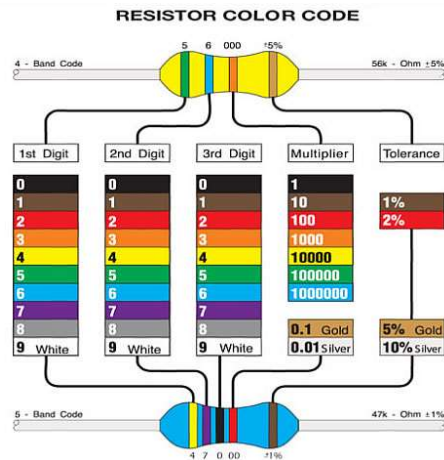 RESISTOR COLOR CODE
5 6 000 ±5%
4 - Band Code 56k - Ohm ±5%
1st Digit 2nd Digit 3rd Digit Multiplier Tolerance
0 0 0 1
1 1 1 10 1%
2 2 2 100 2%
3 3 3 1000
4 4 4 10000
5 5 5 100000
6 6 6 1000000
7 7 7
8 8 8 0.1 Gold 5% Gold
9 White 9 White 9 White 0.01 Silver 10% Silver
5 - Band Code 47k - Ohm ±1%
4 7 0 00 ±1%